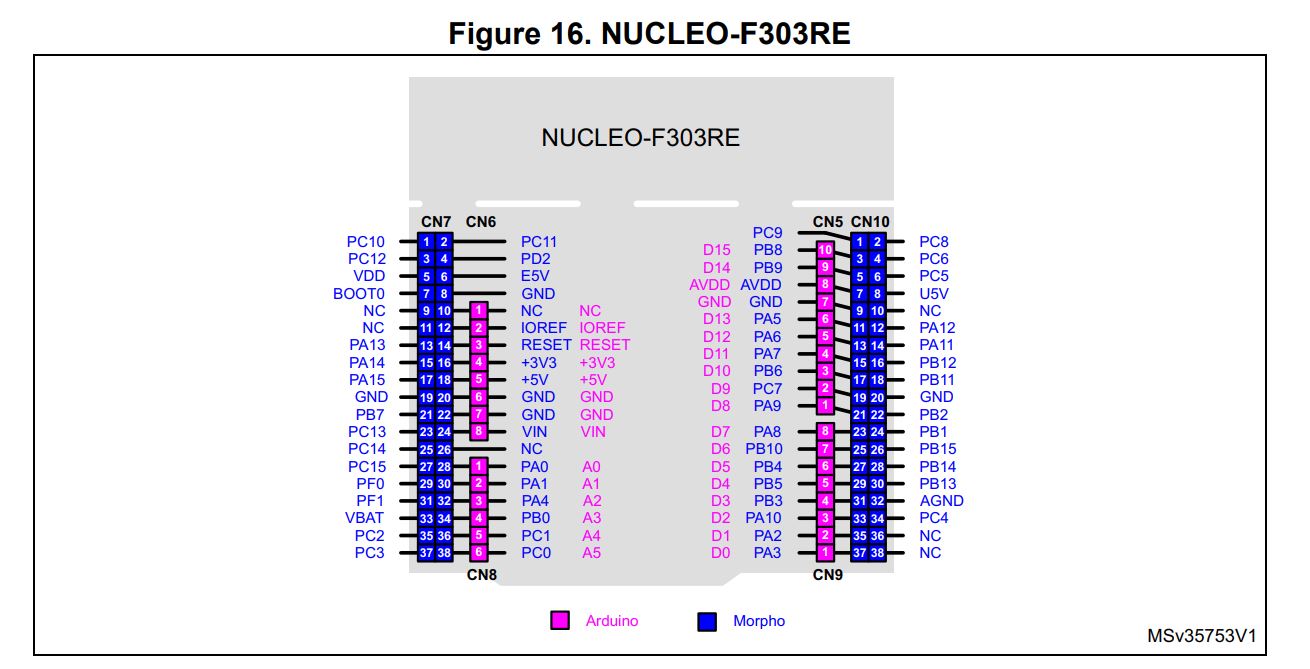 Figure 16. NUCLEO-F303RE
NUCLEO-F303RE
CN7 CN6 CN5 CN10
PC9
PC10 1 2 PC11 1 2 PC8
D15 PB8 10
PC12 3 4 PD2 3 4 PC6
D14 PB9 9
VDD 5 6 E5V 5 6 PC5
AVDD AVDD 8
BOOT0 7 8 GND 7 8 U5V
GND GND 7
NC 9 10 1 NC NC 9 10 NC
D13 PA5 6
NC 11 12 2 IOREF IOREF 11 12 PA12
D12 PA6 5
PA13 13 14 3 RESET RESET 13 14 PA11
D11 PA7 4
PA14 15 16 4 +3V3 +3V3 15 16 PB12
D10 PB6 3
PA15 17 18 5 +5V +5V 17 18 PB11
D9 PC7 2
GND 19 20 6 GND GND 19 20 GND
D8 PA9 1
PB7 21 22 7 GND GND 21 22 PB2
PC13 23 24 8 VIN VIN D7 PA8 8 23 24 PB1
PC14 25 26 NC D6 PB10 7 25 26 PB15
PC15 27 28 1 PA0 A0 D5 PB4 6 27 28 PB14
PF0 29 30 2 PA1 A1 D4 PB5 5 29 30 PB13
PF1 31 32 3 PA4 A2 D3 PB3 4 31 32 AGND
VBAT 33 34 4 PB0 A3 D2 PA10 3 33 34 PC4
PC2 35 36 5 PC1 A4 D1 PA2 2 35 36 NC
PC3 37 38 6 PC0 A5 D0 PA3 1 37 38 NC
CN8 CN9
Arduino Morpho
MSv35753V1